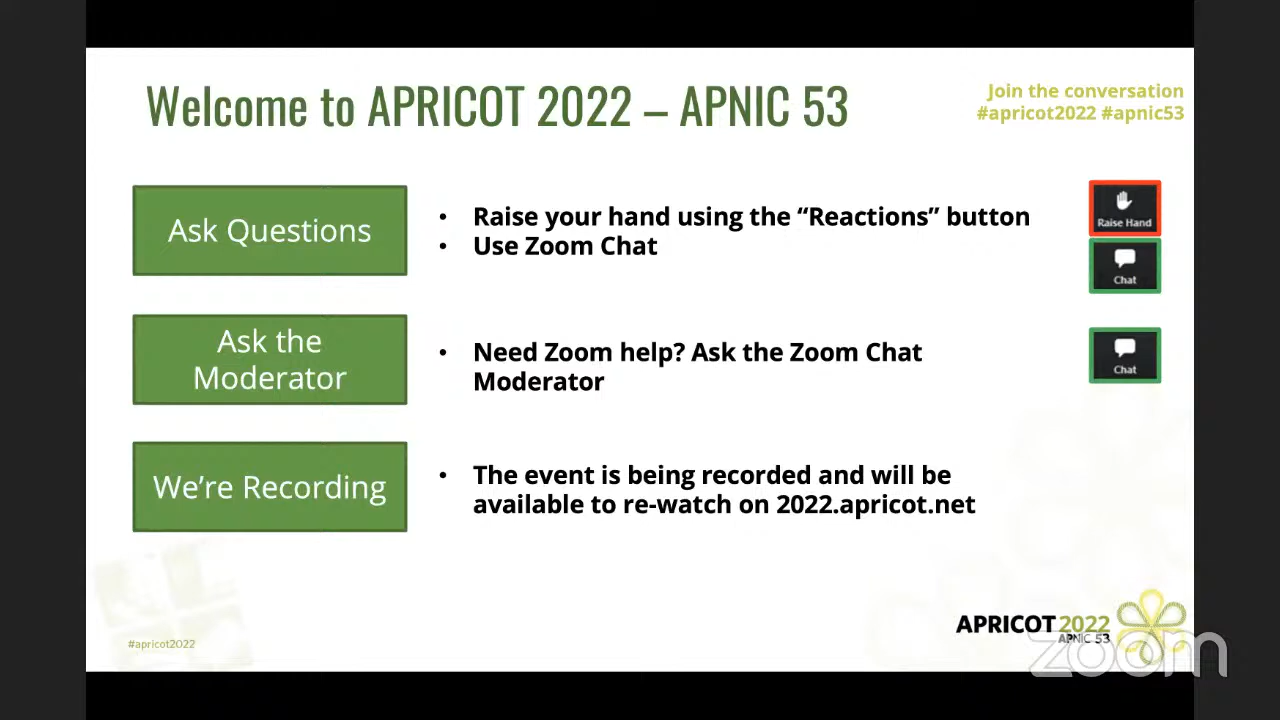 Welcome to APRICOT 2022 – APNIC 53
Join the conversation
#apricot2022 #apnic53
Ask Questions
• Raise your hand using the “Reactions” button
• Use Zoom Chat
Raise Hand
Chat
Ask the
Moderator
• Need Zoom help? Ask the Zoom Chat
Moderator
Chat
We’re Recording
• The event is being recorded and will be
available to re-watch on 2022.apricot.net
#apricot2022
APRICOT 2022
APNIC 53
zoom